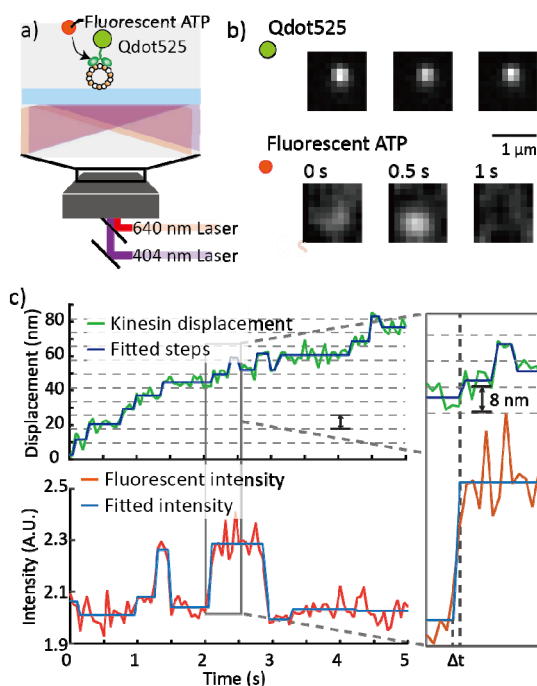 a)
Fluorescent ATP
Qdot525
640 nm Laser
404 nm Laser
b)
Qdot525
1 µm
Fluorescent ATP
0 s
0.5 s
1 s
c)
Displacement (nm)
80
60
40
20
0
Kinesin displacement
Fitted steps
8 nm
Intensity (A.U.)
2.5
2.3
2.1
1.9
Fluorescent intensity
Fitted intensity
0
1
2
3
4
5
Time (s)
Δt